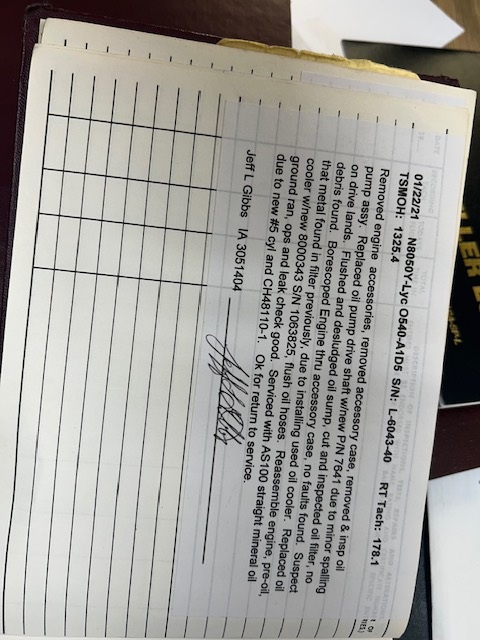 01/22/21 N8050Y-Lyc O540-A1D5 S/N: L-6043-40 RT Tach: 178.1
TSMOH: 1325.4
Removed engine accessories, removed accessory case, removed & insp oil
pump assy. Replaced oil pump drive shaft w/new P/N 7641 due to minor spalling
on drive lands. Flushed and desludged oil sump, cut and inspected oil filter, no
debris found. Borescoped Engine thru accessory case, no faults found. Suspect
that metal found in filter previously, due to installing used oil cooler. Replaced oil
cooler w/new 8000343 S/N 1063825, flush oil hoses. Reassemble engine, pre-oil,
ground ran, ops and leak check good. Serviced with AS100 straight mineral oil
due to new #5 cyl and CH48110-1. Ok for return to service.
Jeff L Gibbs IA 3051404